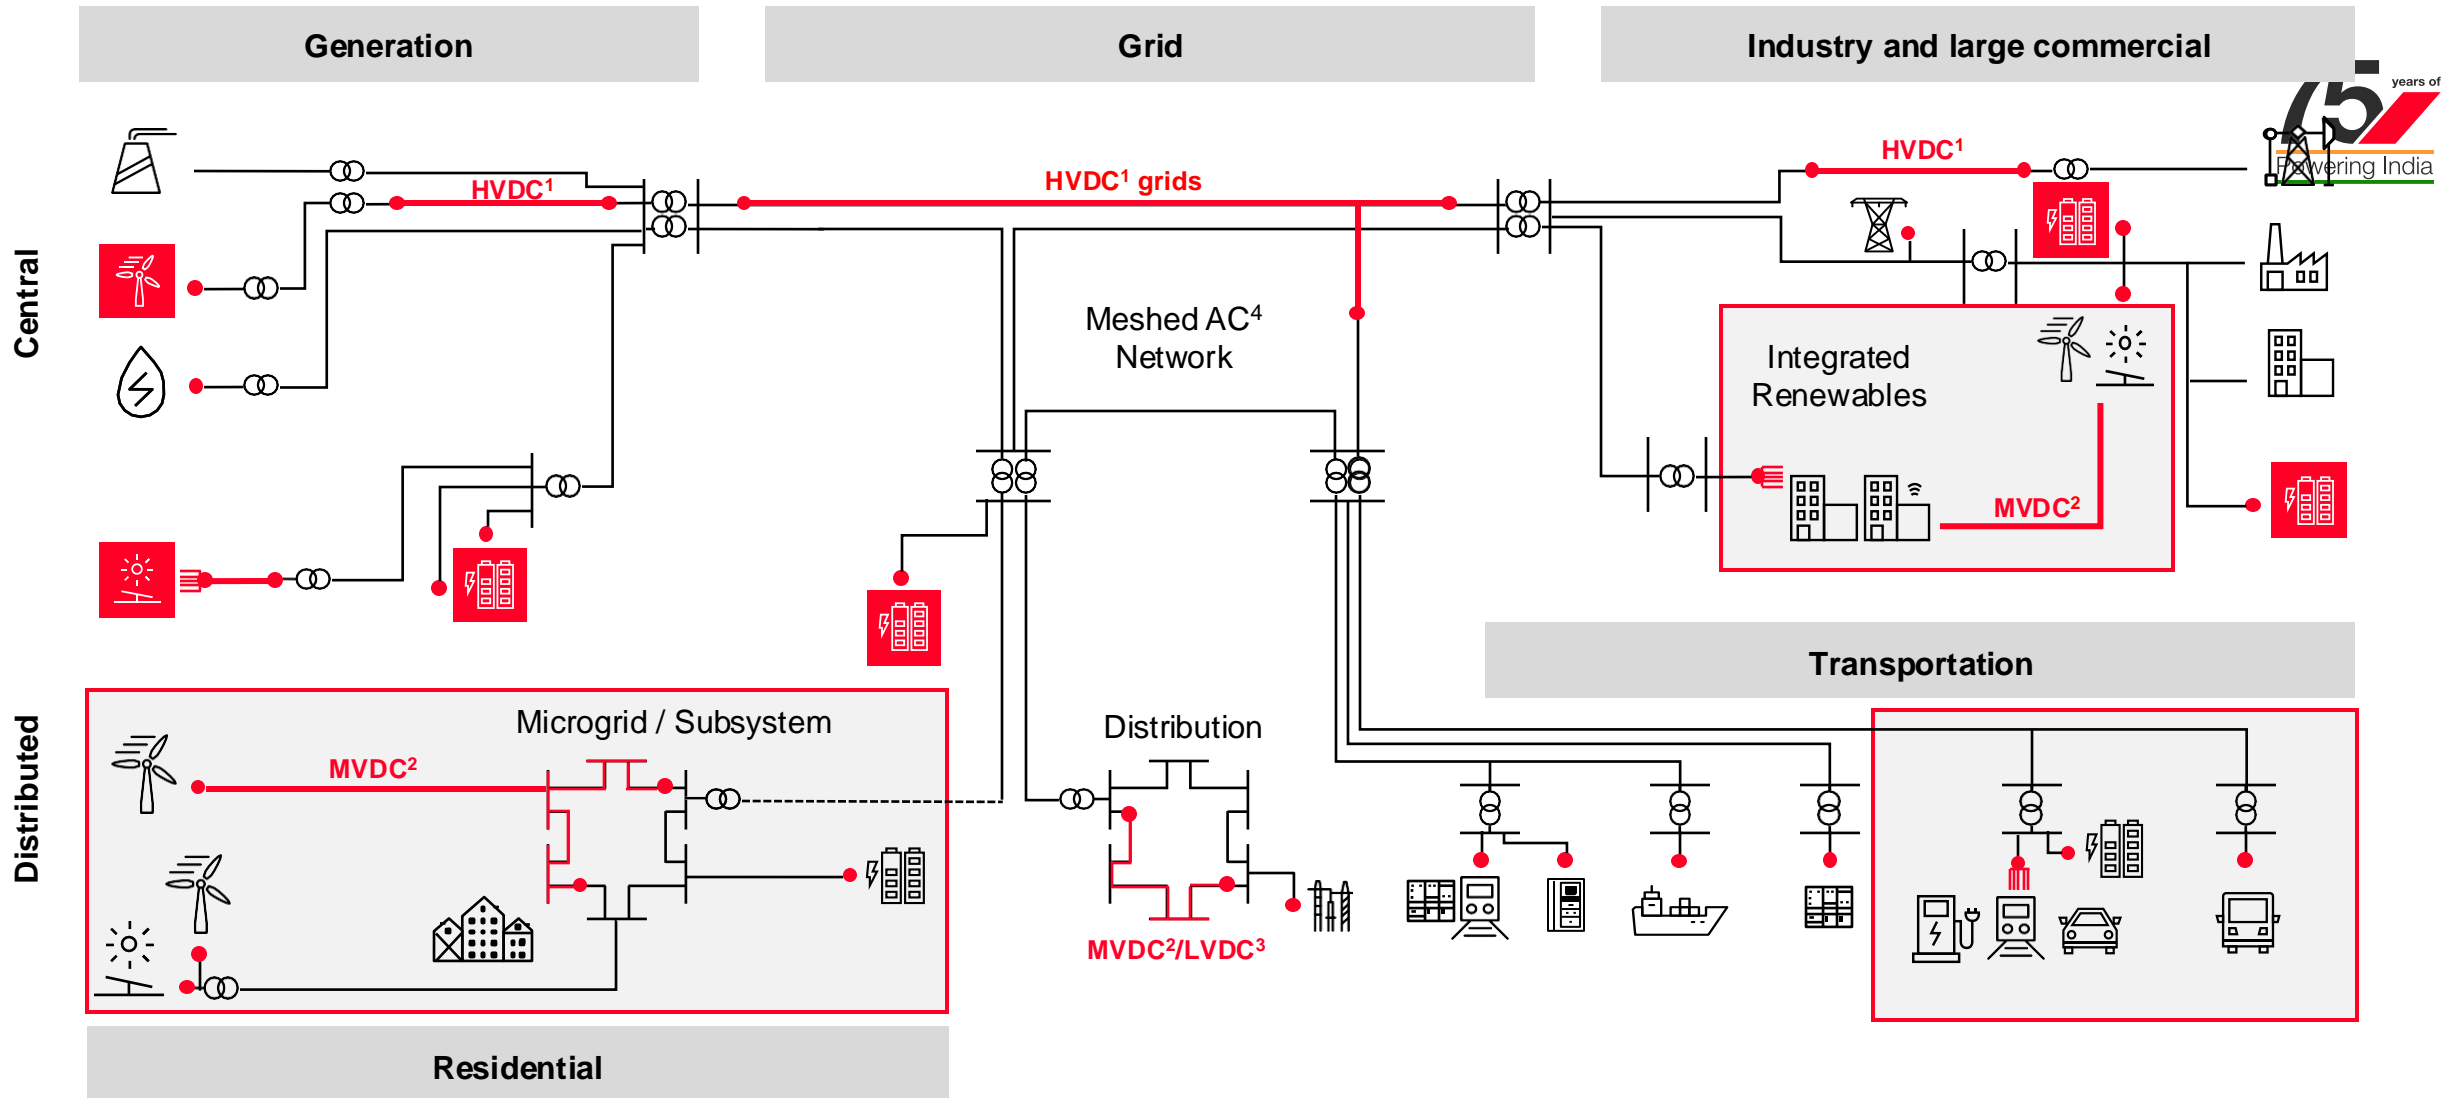 Generation
Grid
Industry and large commercial
75 years of
Powering India
HVDC¹
HVDC¹ grids
HVDC¹
Central
Meshed AC⁴
Network
Integrated
Renewables
MVDC²
Transportation
Distributed
Microgrid / Subsystem
MVDC²
Distribution
MVDC²/LVDC³
Residential